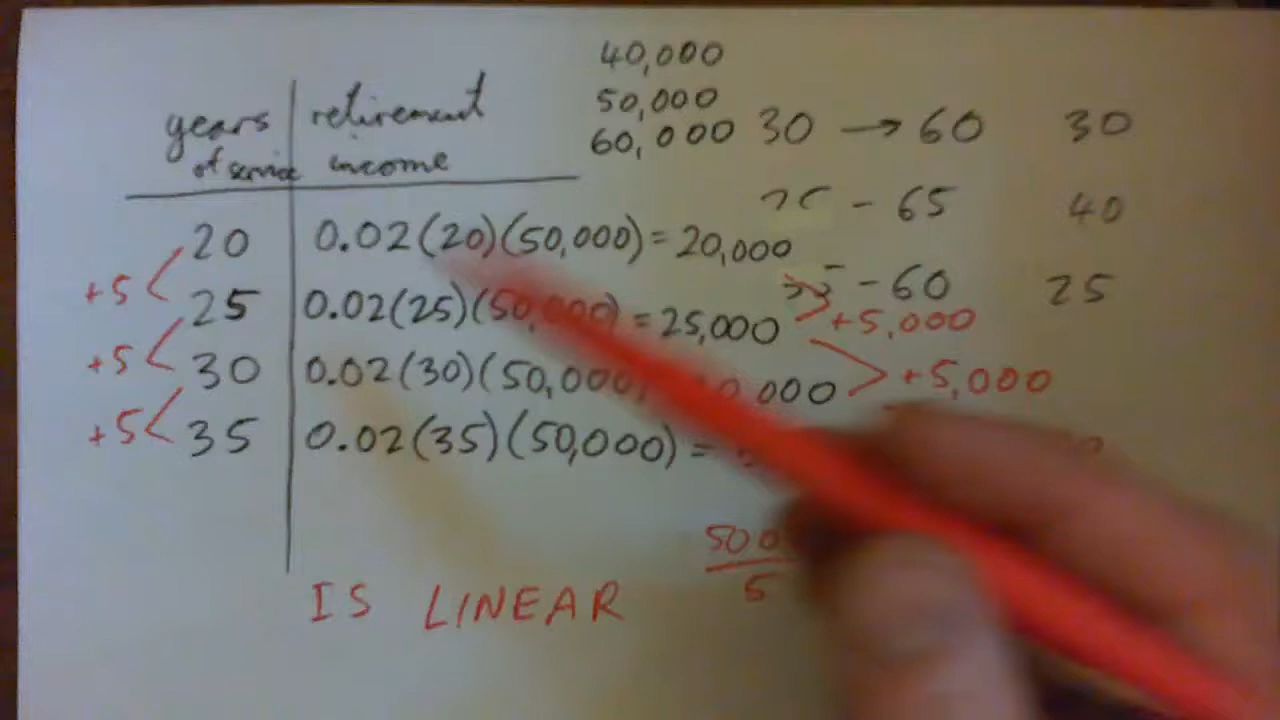 40,000
50,000
60,000
years of service | retirement income
30 → 60 30
- 65 40
- 60 25
20 | 0.02(20)(50,000) = 20,000
+5
25 | 0.02(25)(50,000) = 25,000
+5,000
+5
30 | 0.02(30)(50,000
+5,000
+5
35 | 0.02(35)(50,000) =
5
IS LINEAR